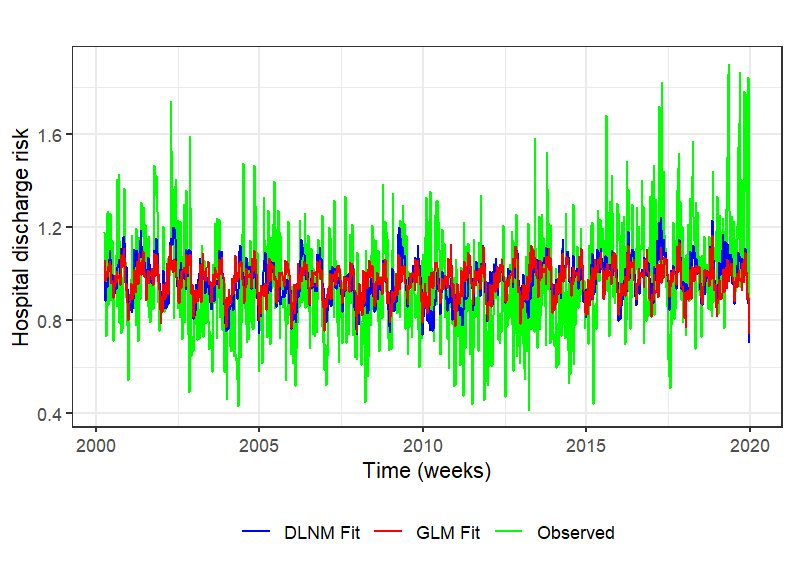 Hospital discharge risk
1.6
1.2
0.8
0.4
2000 2005 2010 2015 2020
Time (weeks)
DLNM Fit GLM Fit Observed